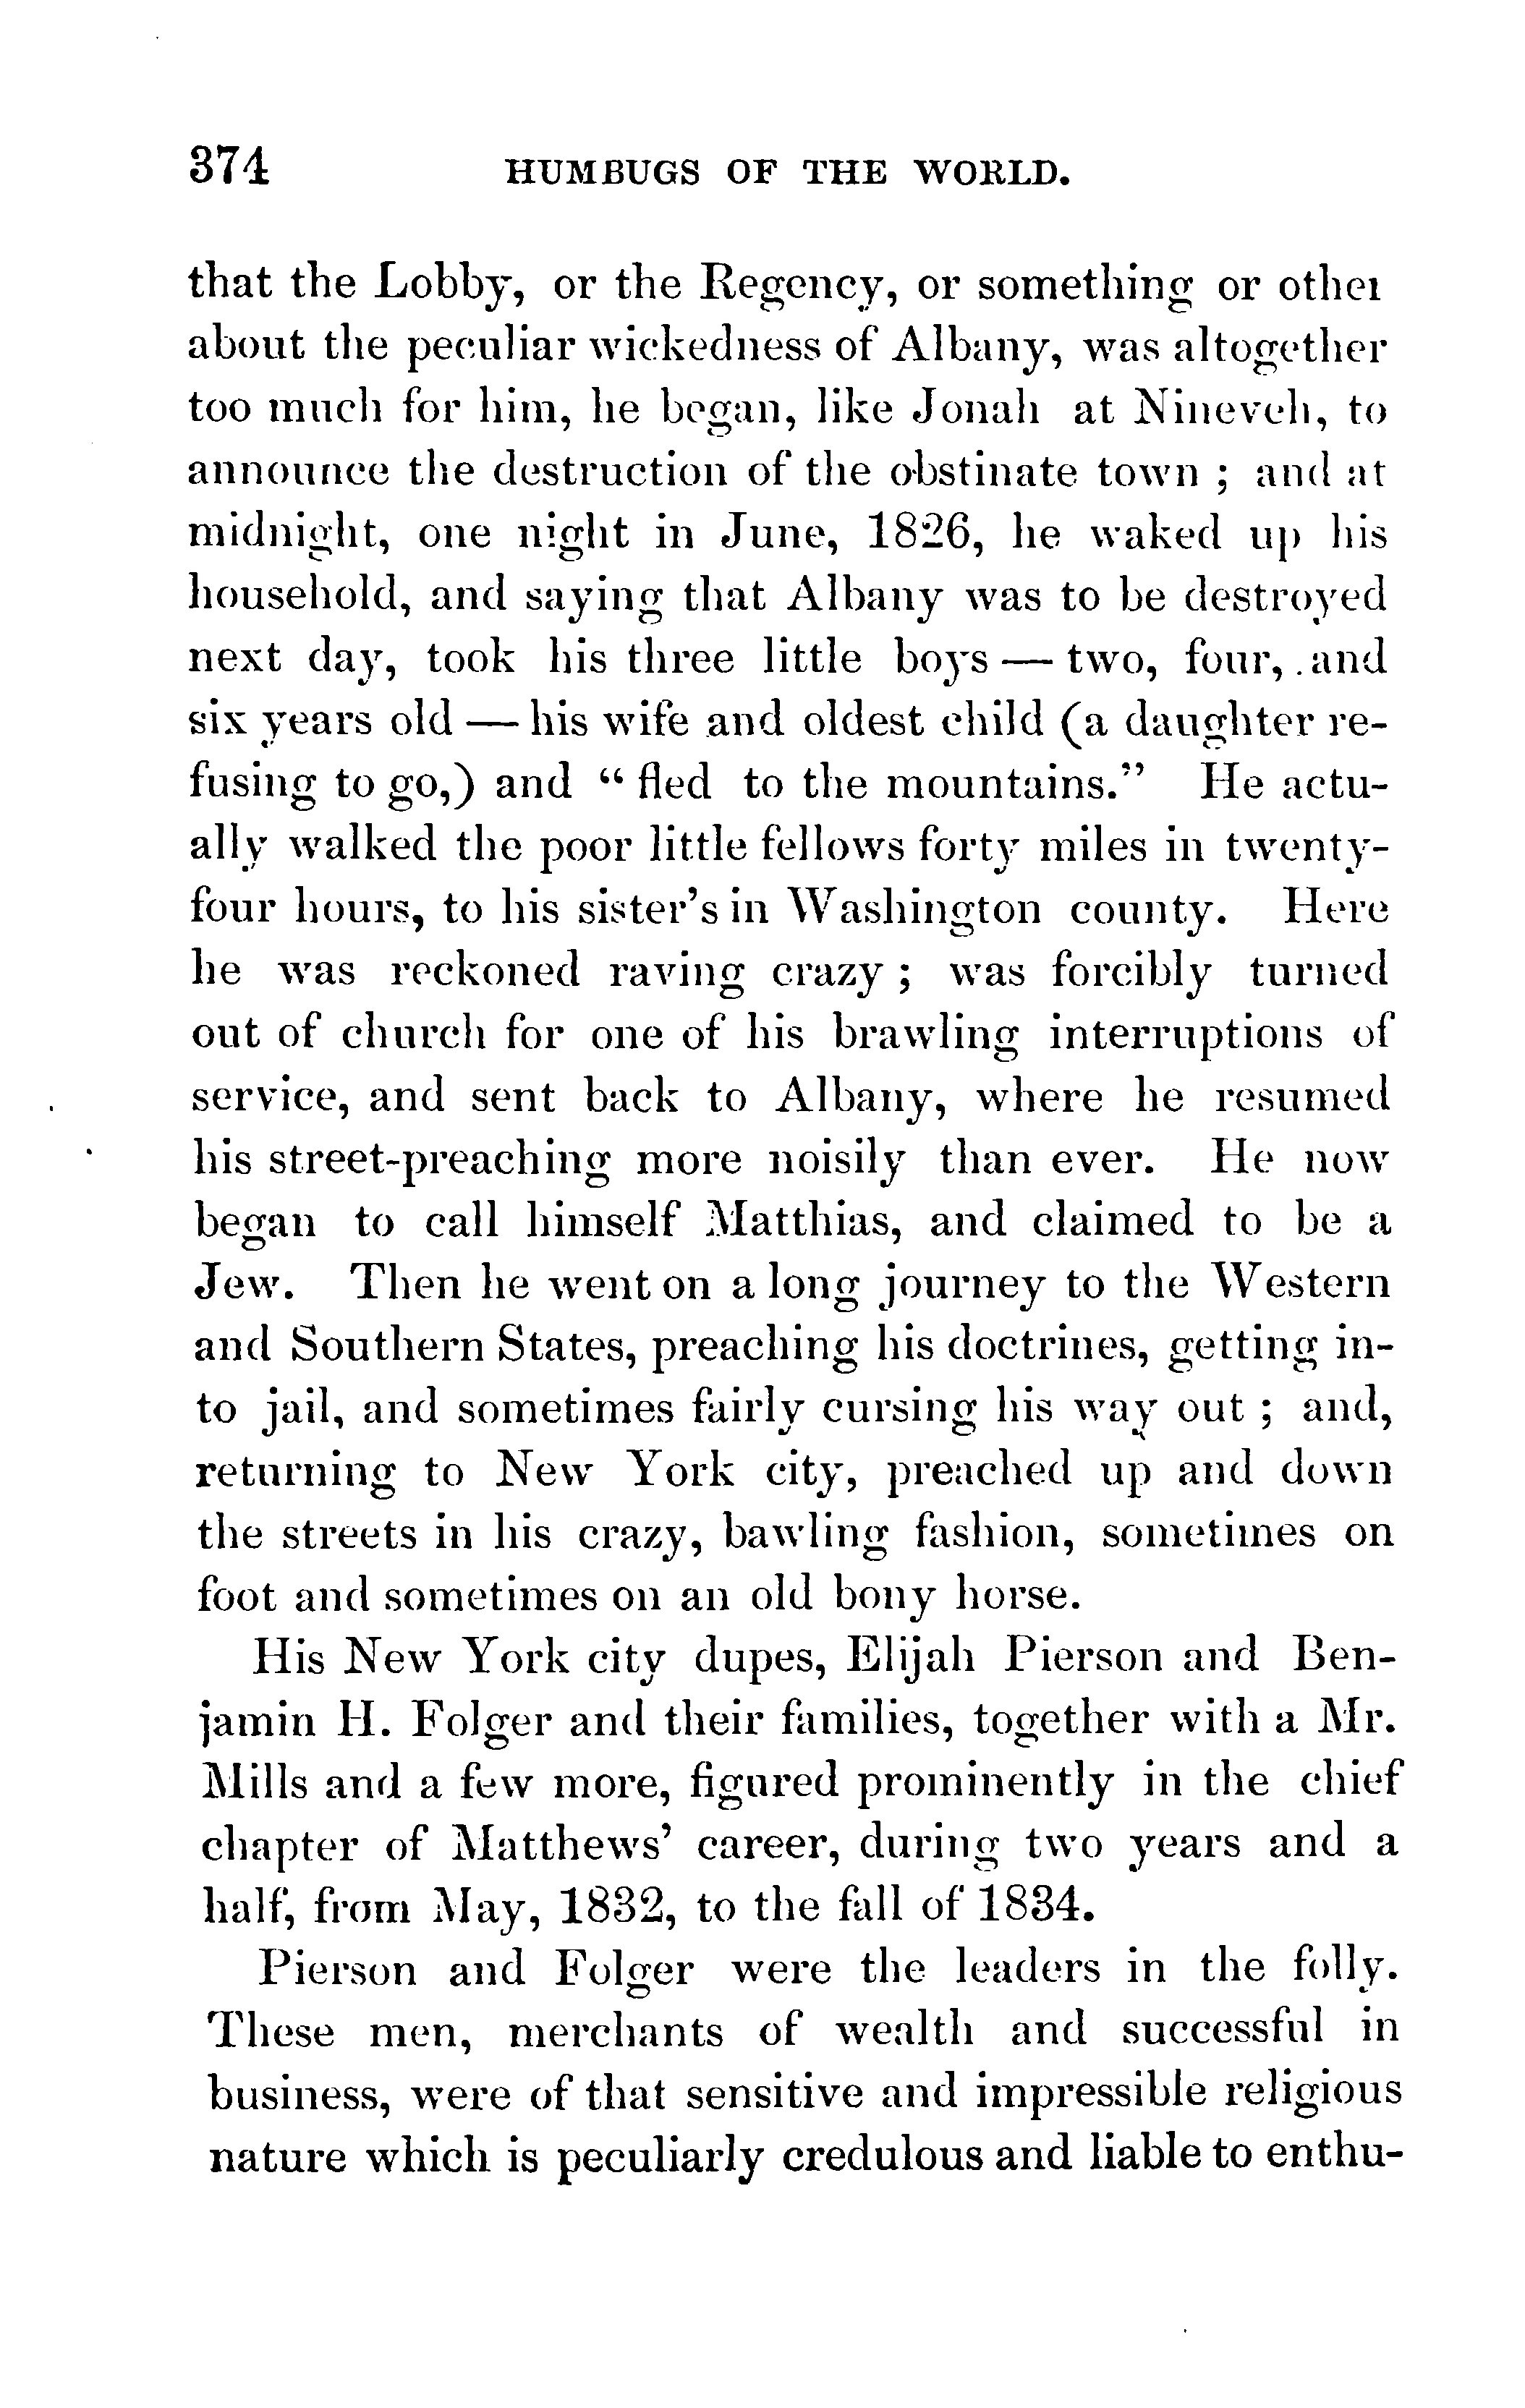 374 HUMBUGS OF THE WORLD.
that the Lobby, or the Regency, or something or other
about the peculiar wickedness of Albany, was altogether
too much for him, he began, like Jonah at Nineveh, to
announce the destruction of the obstinate town ; and at
midnight, one night in June, 1826, he waked up his
household, and saying that Albany was to be destroyed
next day, took his three little boys — two, four, and
six years old — his wife and oldest child (a daughter re-
fusing to go,) and “ fled to the mountains.” He actu-
ally walked the poor little fellows forty miles in twenty-
four hours, to his sister’s in Washington county. Here
he was reckoned raving crazy ; was forcibly turned
out of church for one of his brawling interruptions of
service, and sent back to Albany, where he resumed
his street-preaching more noisily than ever. He now
began to call himself Matthias, and claimed to be a
Jew. Then he went on a long journey to the Western
and Southern States, preaching his doctrines, getting in-
to jail, and sometimes fairly cursing his way out ; and,
returning to New York city, preached up and down
the streets in his crazy, bawling fashion, sometimes on
foot and sometimes on an old bony horse.
His New York city dupes, Elijah Pierson and Ben-
jamin H. Folger and their families, together with a Mr.
Mills and a few more, figured prominently in the chief
chapter of Matthews’ career, during two years and a
half, from May, 1832, to the fall of 1834.
Pierson and Folger were the leaders in the folly.
These men, merchants of wealth and successful in
business, were of that sensitive and impressible religious
nature which is peculiarly credulous and liable to enthu-